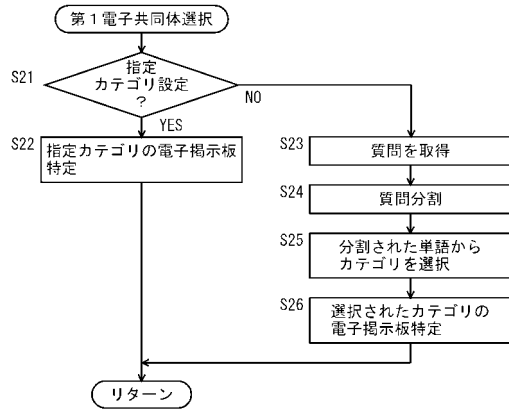 第１電子共同体選択
S21
指定
カテゴリ設定
？
NO
YES
S22
指定カテゴリの電子掲示板
特定
S23
質問を取得
S24
質問分割
S25
分割された単語から
カテゴリを選択
S26
選択されたカテゴリの
電子掲示板特定
リターン